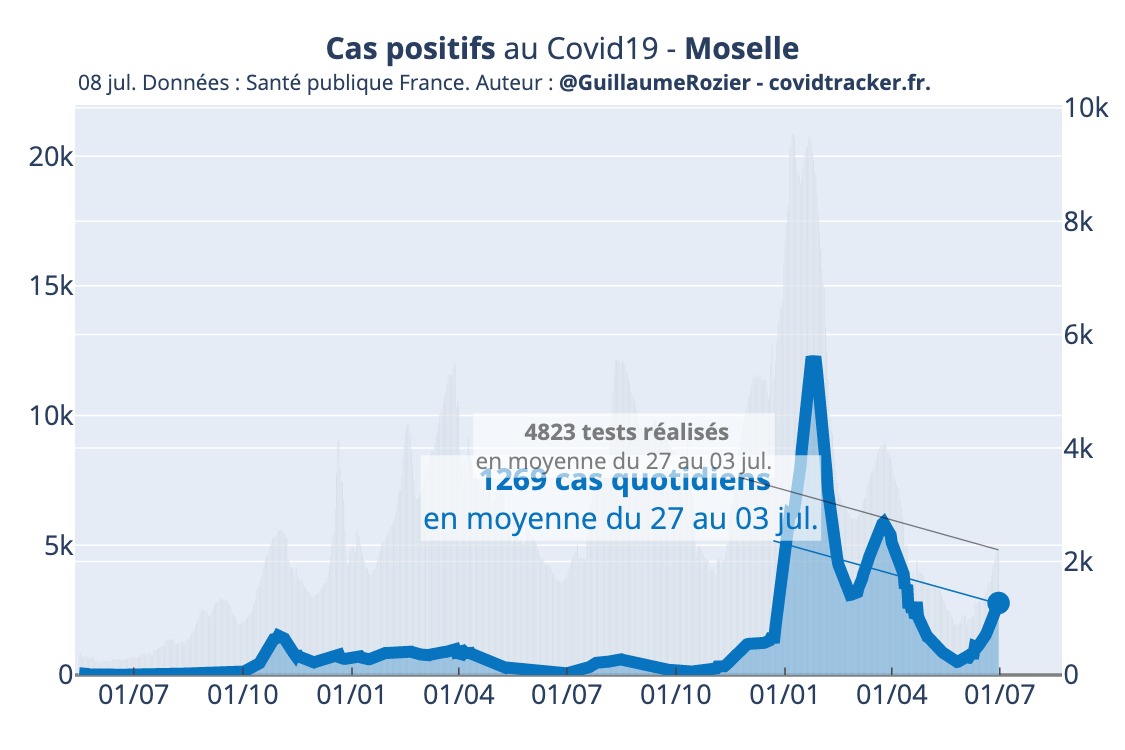 Cas positifs au Covid19 - Moselle
08 jul. Données : Santé publique France. Auteur : @GuillaumeRozier - covidtracker.fr.
10k
20k
8k
15k
6k
10k
4823 tests réalisés
4k
en moyenne du 27 au 03 jul.
1269 cas quotidiens
en moyenne du 27 au 03 jul.
5k
2k
0
0
01/07 01/10 01/01 01/04 01/07 01/10 01/01 01/04 01/07